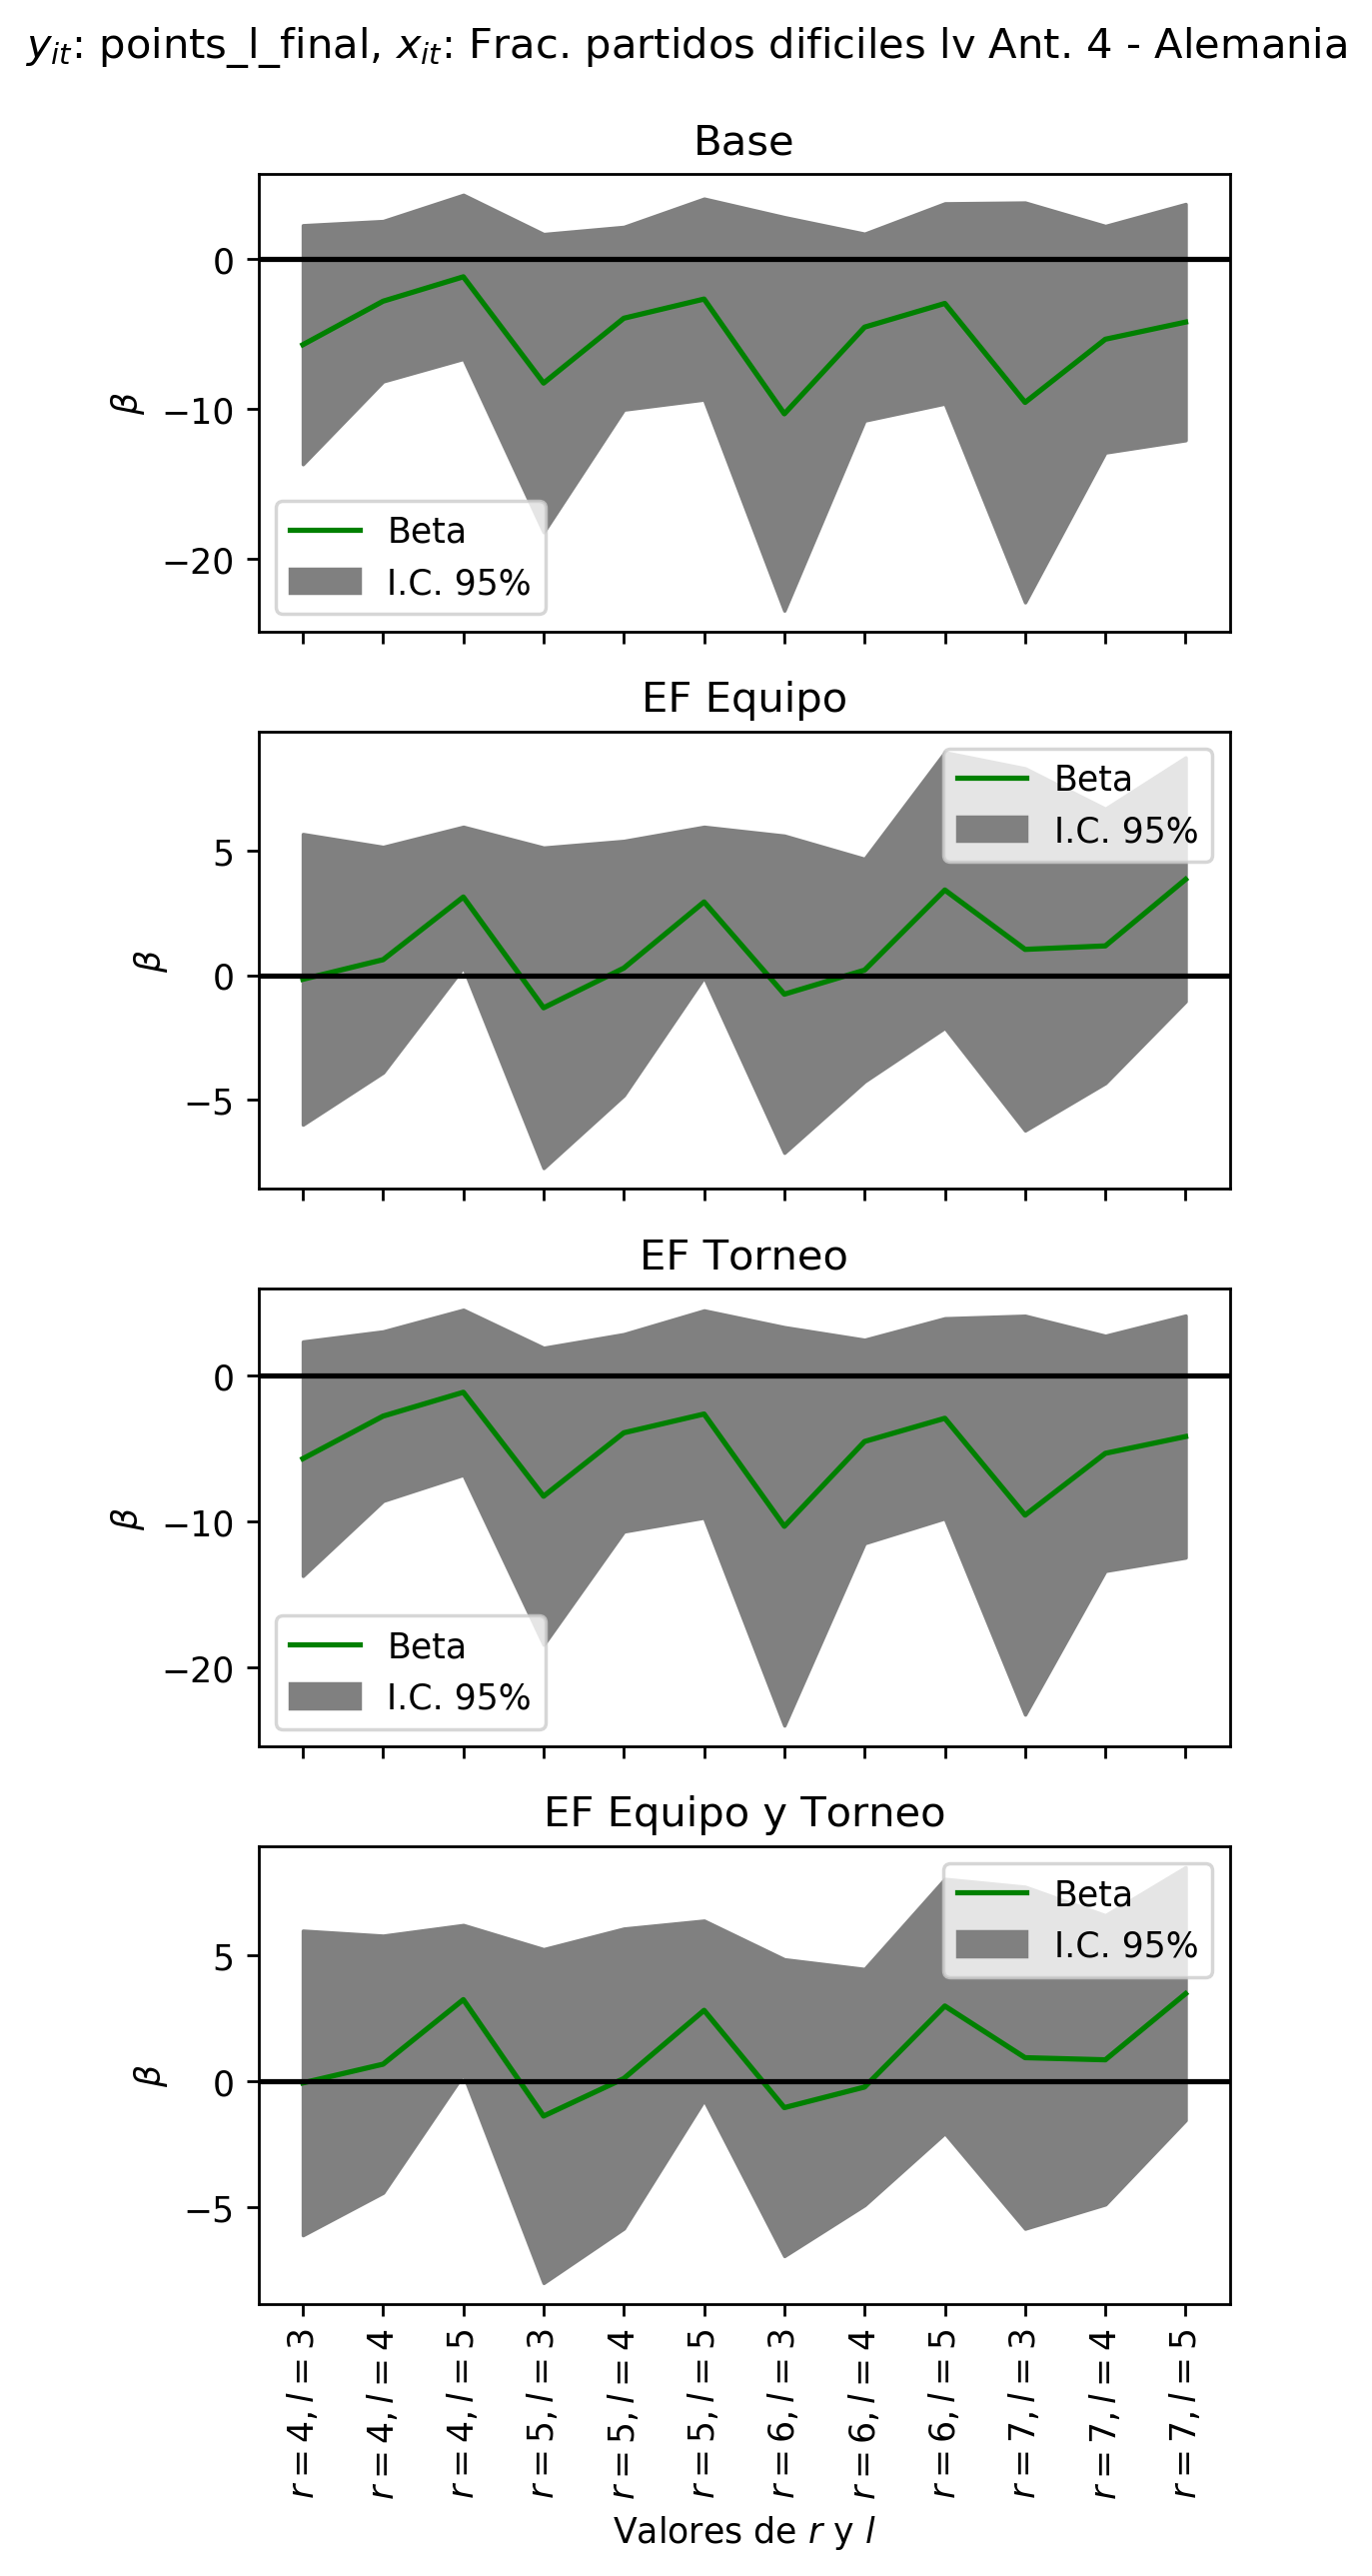 y_it: points_l_final, x_it: Frac. partidos dificiles lv Ant. 4 - Alemania
Base
0
−10
−20
β
Beta
I.C. 95%
EF Equipo
5
0
−5
β
Beta
I.C. 95%
EF Torneo
0
−10
−20
β
Beta
I.C. 95%
EF Equipo y Torneo
5
0
−5
β
Beta
I.C. 95%
r = 4, l = 3
r = 4, l = 4
r = 4, l = 5
r = 5, l = 3
r = 5, l = 4
r = 5, l = 5
r = 6, l = 3
r = 6, l = 4
r = 6, l = 5
r = 7, l = 3
r = 7, l = 4
r = 7, l = 5
Valores de r y l